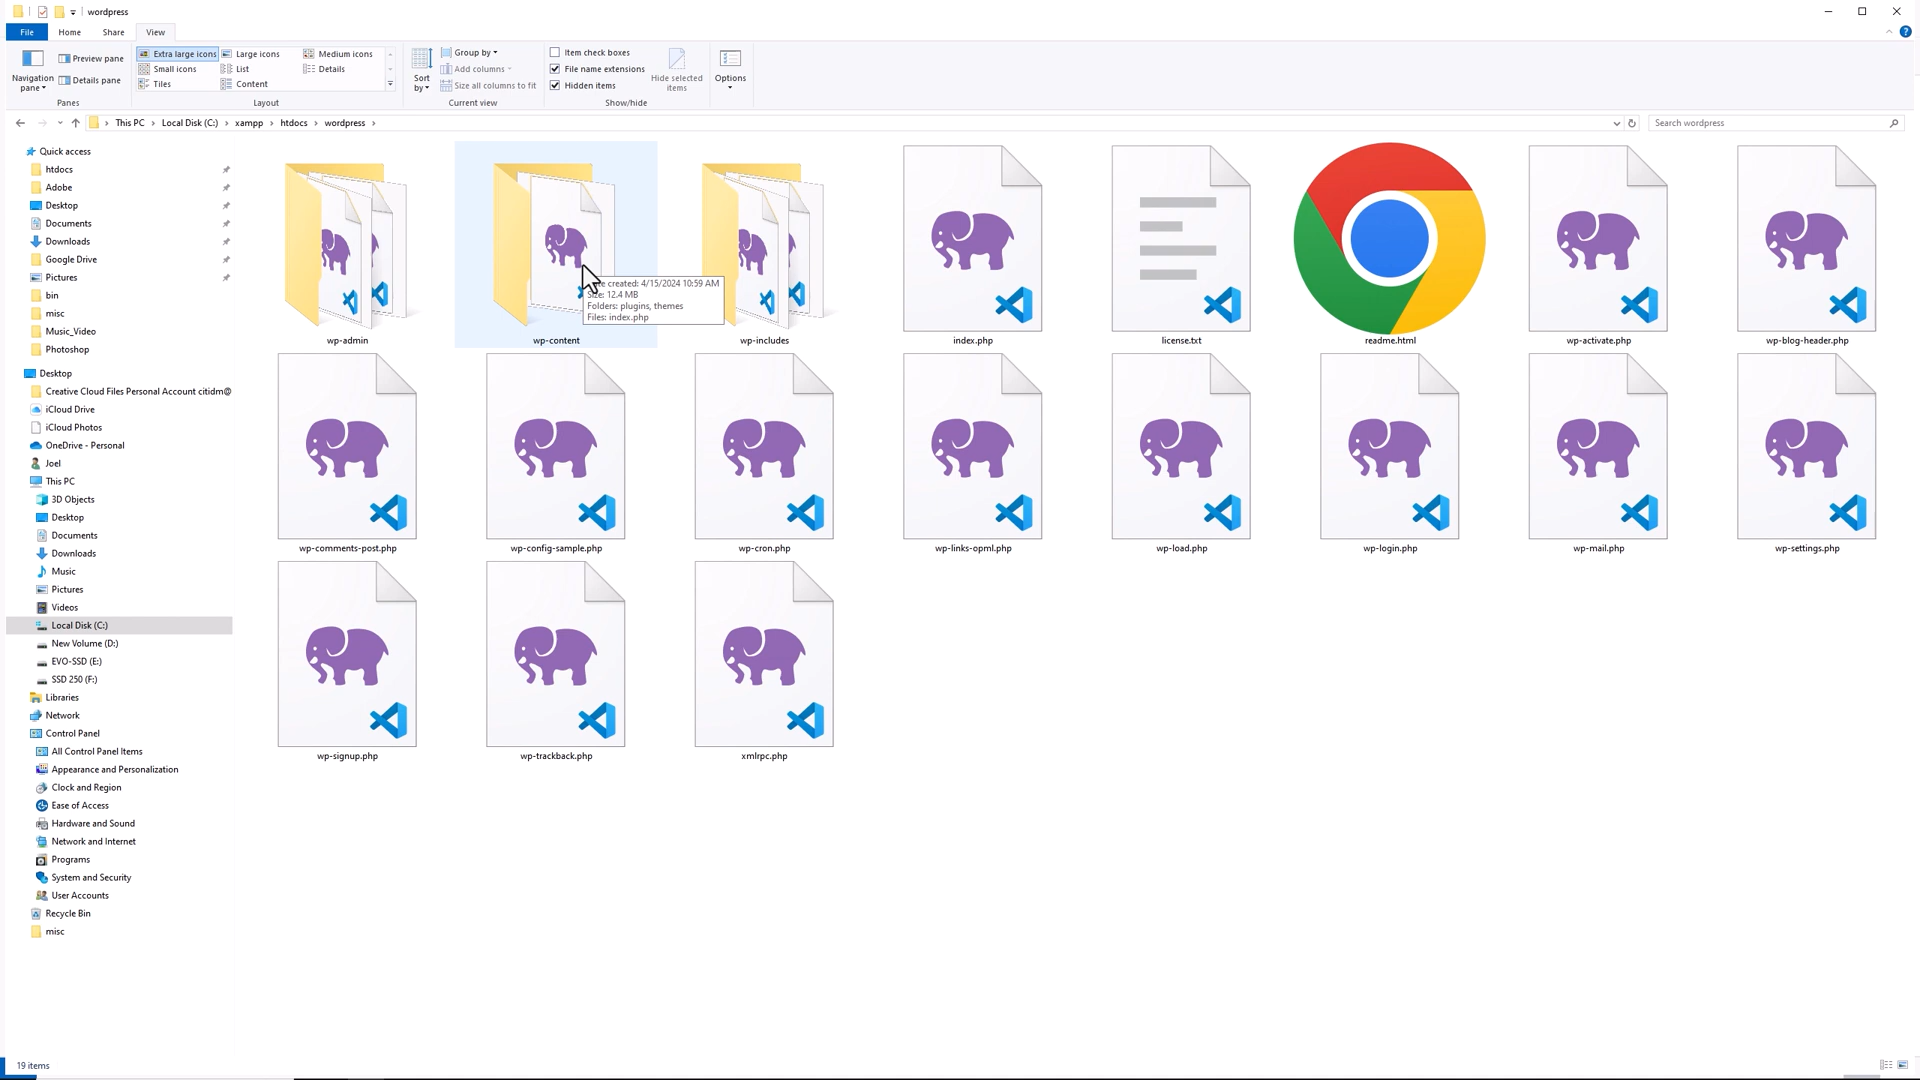 wordpress
File
Home
Share
View
Navigation pane
Preview pane
Details pane
Panes
Extra large icons
Large icons
Medium icons
Small icons
List
Details
Tiles
Content
Layout
Sort by
Group by
Add columns
Size all columns to fit
Current view
Item check boxes
File name extensions
Hidden items
Hide selected items
Show/hide
Options
This PC
Local Disk (C:)
xampp
htdocs
wordpress
Search wordpress
Quick access
htdocs
Adobe
Desktop
Documents
Downloads
Google Drive
Pictures
bin
misc
Music_Video
Photoshop
Desktop
Creative Cloud Files Personal Account citidm@
iCloud Drive
iCloud Photos
OneDrive - Personal
Joel
This PC
3D Objects
Desktop
Documents
Downloads
Music
Pictures
Videos
Local Disk (C:)
New Volume (D:)
EVO-SSD (E:)
SSD 250 (F:)
Libraries
Network
Control Panel
All Control Panel Items
Appearance and Personalization
Clock and Region
Ease of Access
Hardware and Sound
Network and Internet
Programs
System and Security
User Accounts
Recycle Bin
misc
created: 4/15/2024 10:59 AM
Size: 12.4 MB
Folders: plugins, themes
Files: index.php
wp-admin
wp-content
wp-includes
index.php
license.txt
readme.html
wp-activate.php
wp-blog-header.php
wp-comments-post.php
wp-config-sample.php
wp-cron.php
wp-links-opml.php
wp-load.php
wp-login.php
wp-mail.php
wp-settings.php
wp-signup.php
wp-trackback.php
xmlrpc.php
19 items